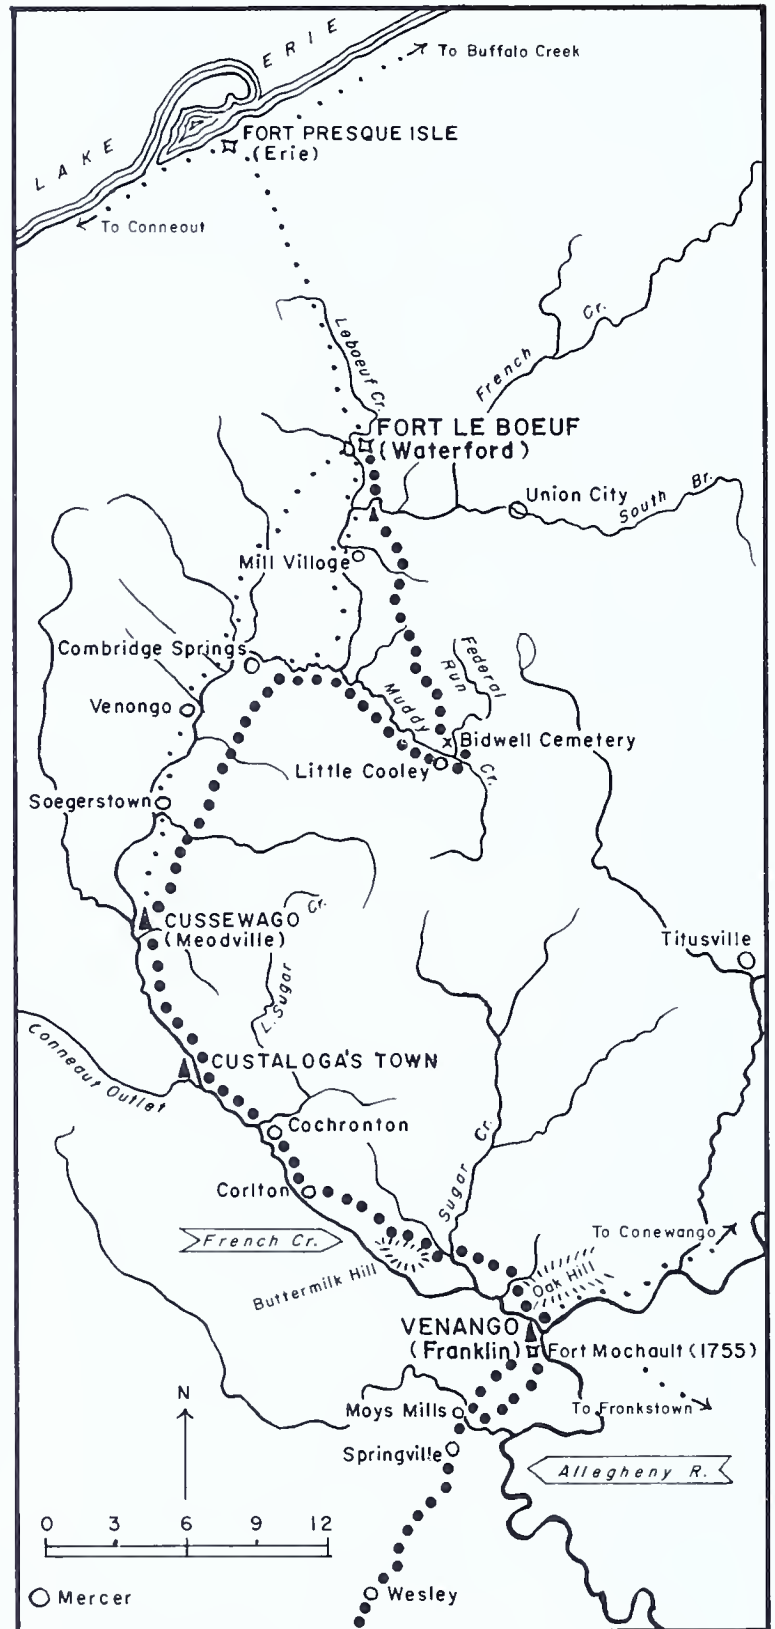 LAKE ERIE
To Buffalo Creek
FORT PRESQUE ISLE
(Erie)
To Conneout
Leboeuf Cr.
French Cr.
FORT LE BOEUF
(Waterford)
Union City
South Br.
Mill Villoge
Combridge Springs
Federal
Run
Venongo
Muddy Cr.
Bidwell Cemetery
Little Cooley
Soegerstown
CUSSEWAGO
(Meodville)
L. Sugar Cr.
Titusville
Conneaut Outlet
CUSTALOGA'S TOWN
Cochronton
Sugar Cr.
Corlton
French Cr.
To Conewango
Buttermilk Hill
Oak Hill
VENANGO
(Franklin)
Fort Mochault (1755)
N
Moys Mills
To Fronkstown
Springville
Allegheny R.
0 3 6 9 12
Mercer
Wesley